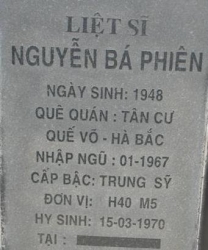 LIỆT SĨ
NGUYỄN BÁ PHIÊN
NGÀY SINH: 1948
QUÊ QUÁN : TÂN CƯ
QUẾ VÕ - HÀ BẮC
NHẬP NGŨ : 01-1967
CẤP BẬC: TRUNG SỸ
ĐƠN VỊ: H40 M5
HY SINH: 15-03-1970
TẠI :